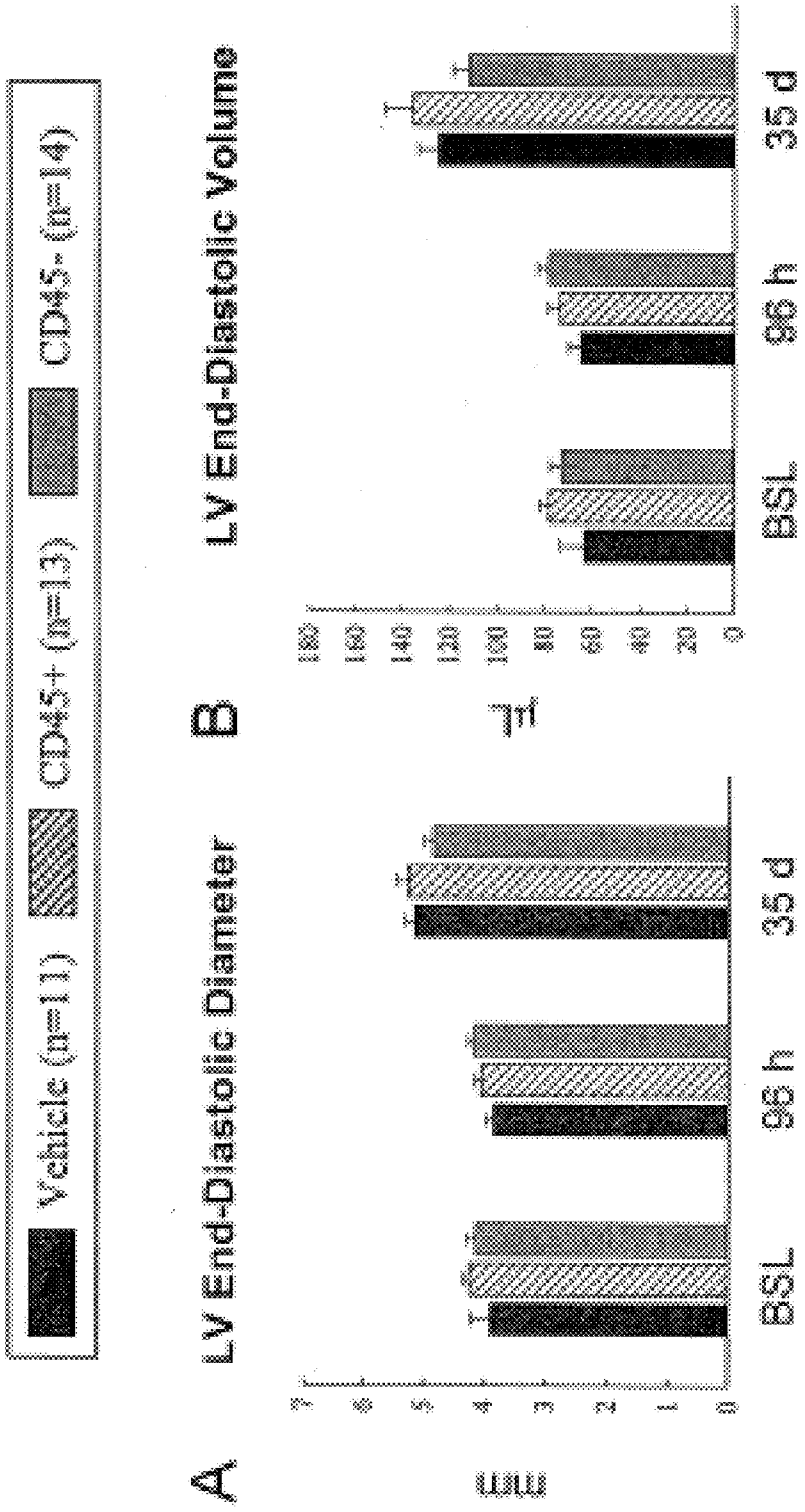 Vehicle (n=11) CD45+ (n=13) CD45- (n=14)
A
LV End-Diastolic Diameter
mm
7
6
5
4
3
2
1
0
BSL 96 h 35 d
B
LV End-Diastolic Volume
µL
180
160
140
120
100
80
60
40
20
0
BSL 96 h 35 d